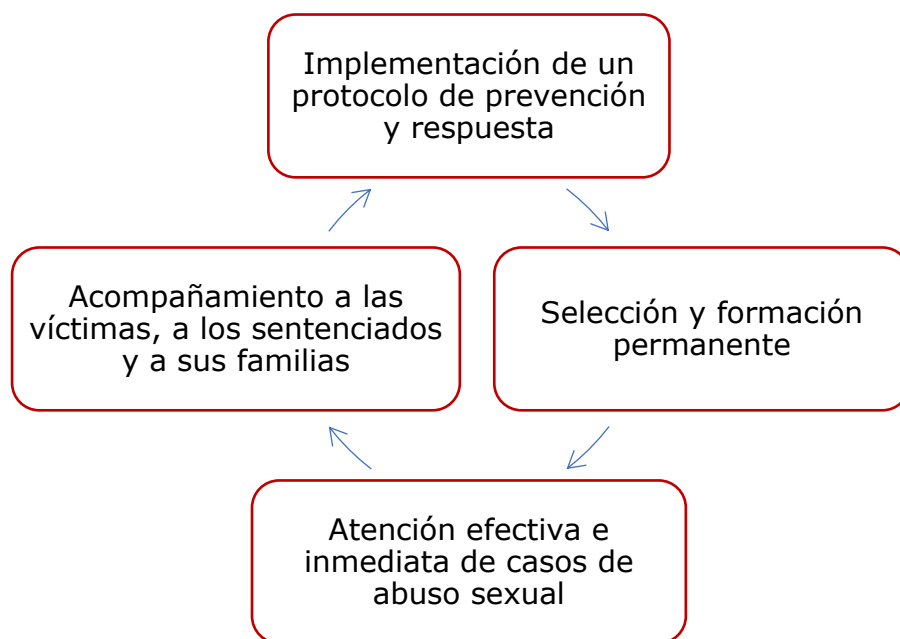 Implementación de un
protocolo de prevención
y respuesta
Selección y formación
permanente
Atención efectiva e
inmediata de casos de
abuso sexual
Acompañamiento a las
víctimas, a los sentenciados
y a sus familias